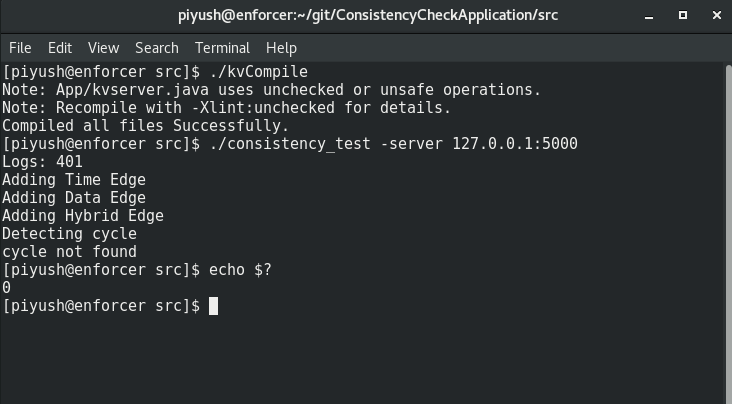 piyush@enforcer:~/git/ConsistencyCheckApplication/src
File Edit View Search Terminal Help
[piyush@enforcer src]$ ./kvCompile
Note: App/kvserver.java uses unchecked or unsafe operations.
Note: Recompile with -Xlint:unchecked for details.
Compiled all files Successfully.
[piyush@enforcer src]$ ./consistency_test -server 127.0.0.1:5000
Logs: 401
Adding Time Edge
Adding Data Edge
Adding Hybrid Edge
Detecting cycle
cycle not found
[piyush@enforcer src]$ echo $?
0
[piyush@enforcer src]$